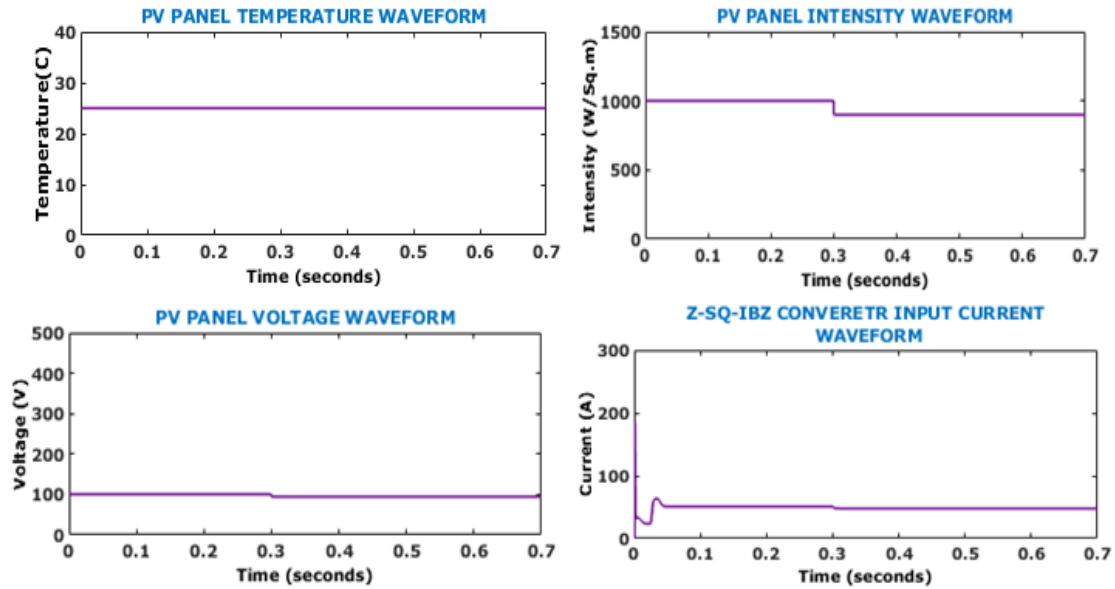 PV PANEL TEMPERATURE WAVEFORM
40
30
20
10
0
Temperature(C)
0 0.1 0.2 0.3 0.4 0.5 0.6 0.7
Time (seconds)
PV PANEL INTENSITY WAVEFORM
1500
1000
500
0
Intensity (W/Sq.m)
0 0.1 0.2 0.3 0.4 0.5 0.6 0.7
Time (seconds)
PV PANEL VOLTAGE WAVEFORM
500
400
300
200
100
0
Voltage (V)
0 0.1 0.2 0.3 0.4 0.5 0.6 0.7
Time (seconds)
Z-SQ-IBZ CONVERETR INPUT CURRENT
WAVEFORM
300
200
100
0
Current (A)
0 0.1 0.2 0.3 0.4 0.5 0.6 0.7
Time (seconds)